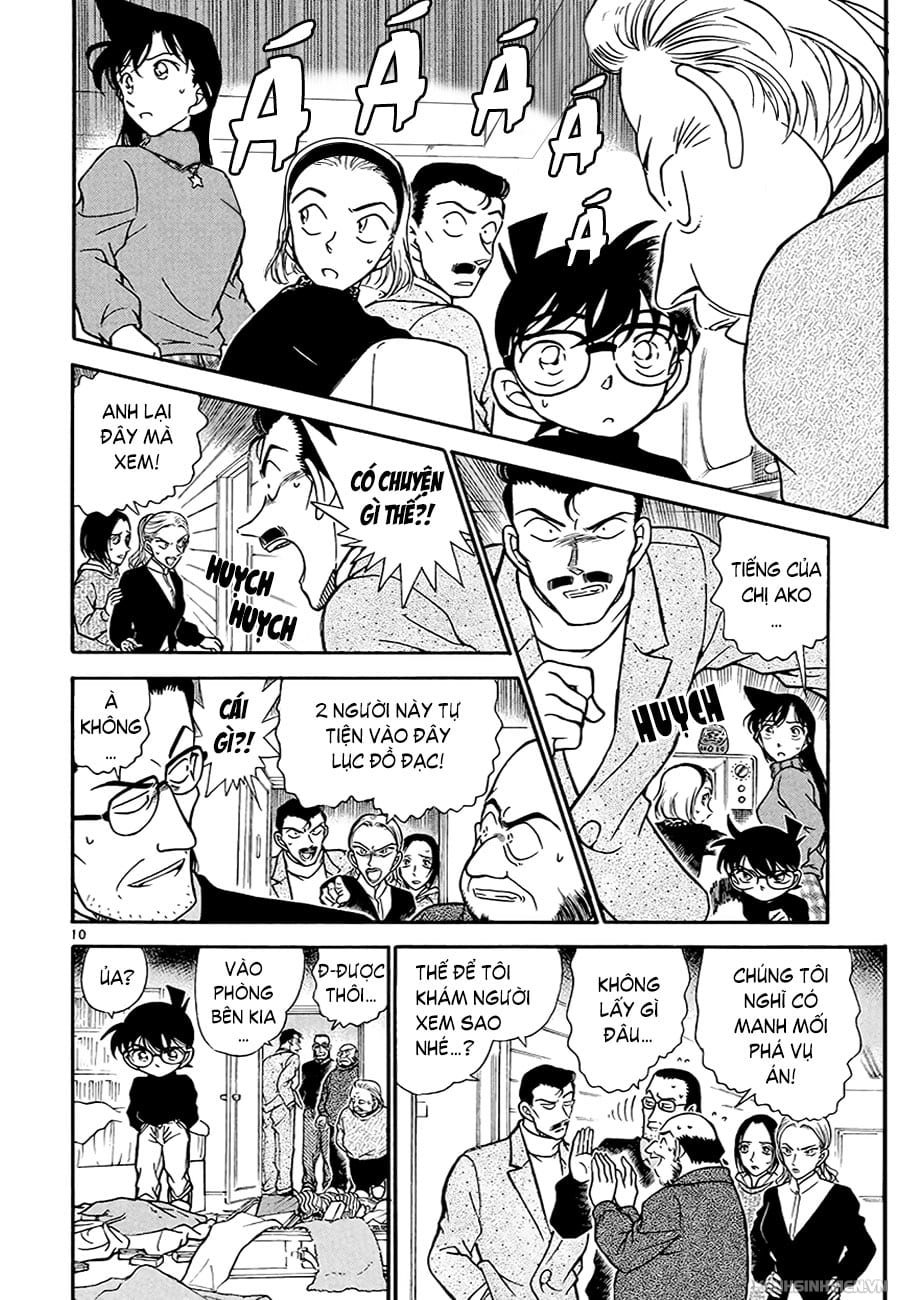 Á
Á
Á
Á
Á
Á
TIẾNG CỦA
CHỊ AKO
...
HUỴCH
CÓ CHUYỆN
GÌ THẾ?!
HUỴCH
HUỴCH
ANH LẠI
ĐÂY MÀ
XEM!
2 NGƯỜI NÀY TỰ
TIỆN VÀO ĐÂY
LỤC ĐỒ ĐẠC!
CÁI
GÌ?!
À
KHÔNG
...
10
CHÚNG TÔI
NGHĨ CÓ
MANH MỐI
PHÁ VỤ
ÁN!
KHÔNG
LẤY GÌ
ĐÂU...
THẾ ĐỂ TÔI
KHÁM NGƯỜI
XEM SAO
NHÉ...?
Đ-ĐƯỢC
THÔI...
VÀO
PHÒNG
BÊN KIA
...
ỦA?